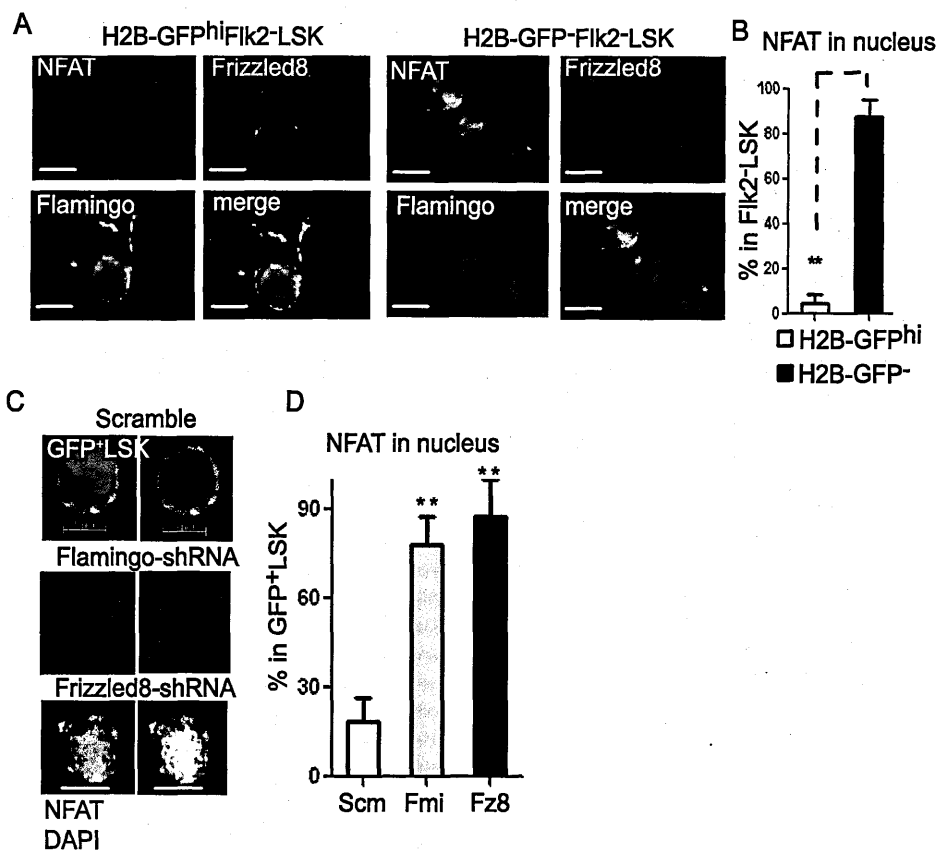 A
H2B-GFPhiFlk2-LSK
H2B-GFP-Flk2-LSK
NFAT
Frizzled8
NFAT
Frizzled8
Flamingo
merge
Flamingo
merge
B
NFAT in nucleus
% in Flk2-LSK
100
80
60
40
20
0
**
H2B-GFPhi
H2B-GFP-
C
Scramble
GFP+LSK
Flamingo-shRNA
Frizzled8-shRNA
NFAT
DAPI
D
NFAT in nucleus
% in GFP+LSK
90
60
30
0
**
**
Scm Fmi Fz8